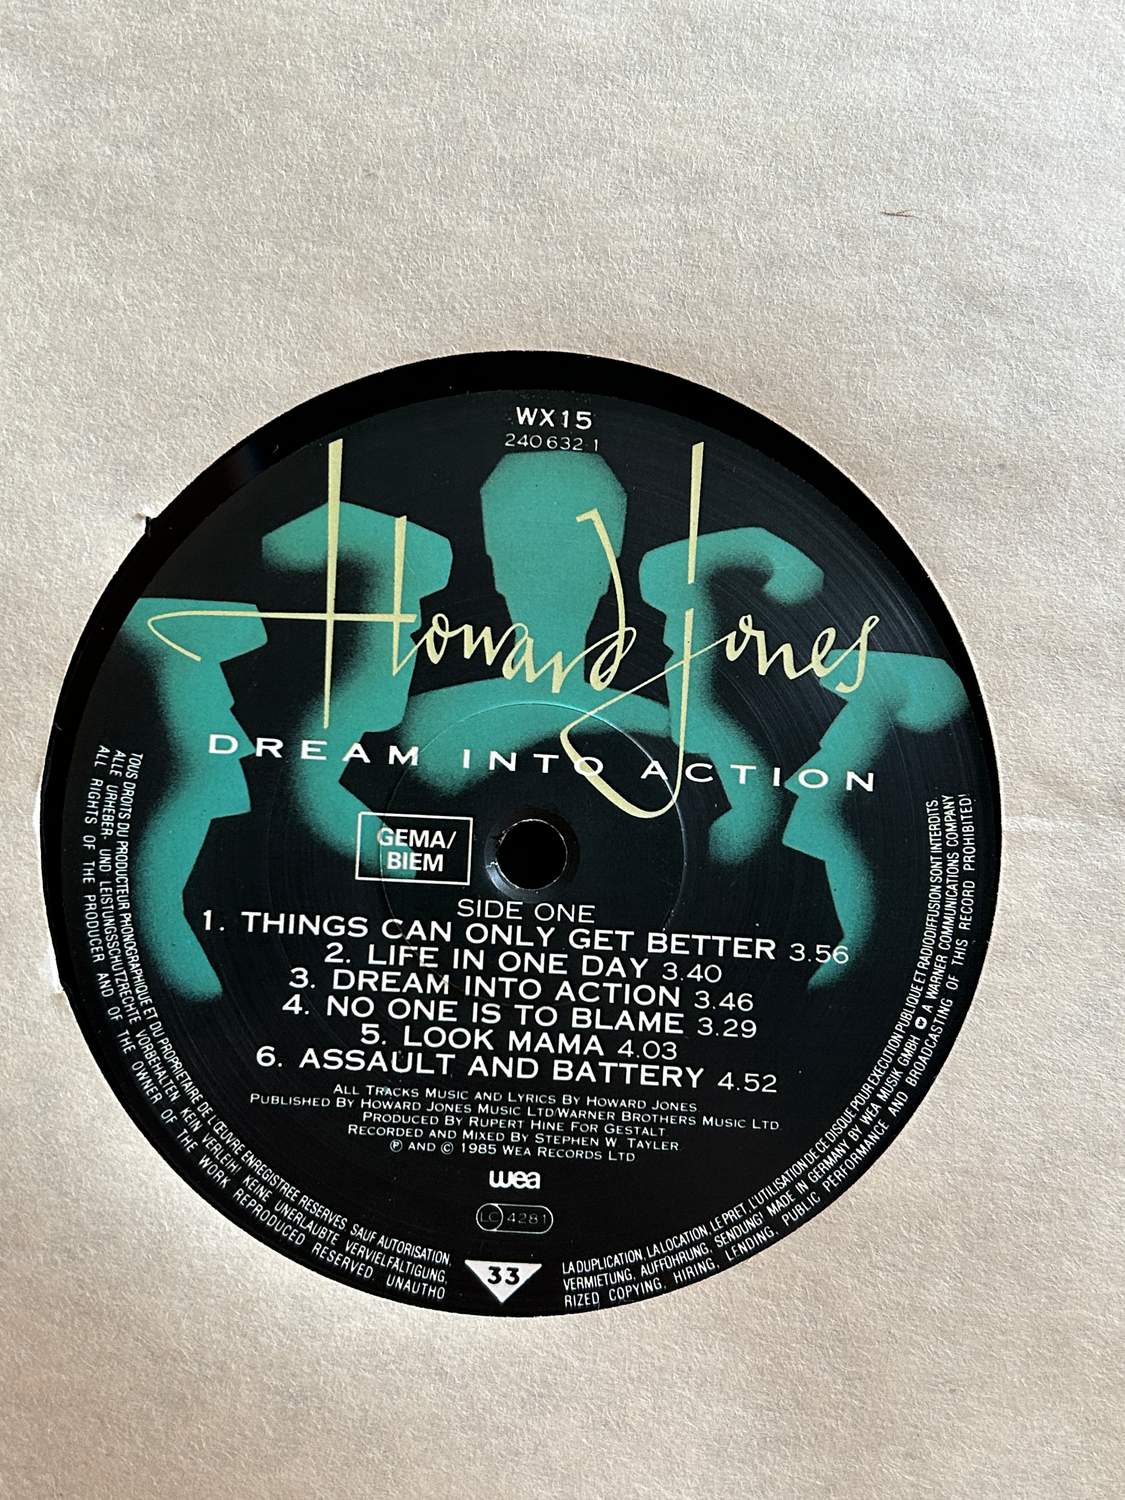 WX15
240 632 1
Howard Jones
DREAM INTO ACTION
GEMA/
BIEM
SIDE ONE
1. THINGS CAN ONLY GET BETTER 3.56
2. LIFE IN ONE DAY 3.40
3. DREAM INTO ACTION 3.46
4. NO ONE IS TO BLAME 3.29
5. LOOK MAMA 4.03
6. ASSAULT AND BATTERY 4.52
ALL TRACKS MUSIC AND LYRICS BY HOWARD JONES
PUBLISHED BY HOWARD JONES MUSIC LTD/WARNER BROTHERS MUSIC LTD.
PRODUCED BY RUPERT HINE FOR GESTALT
RECORDED AND MIXED BY STEPHEN W. TAYLER
℗ AND © 1985 WEA RECORDS LTD
wea
LC 4281
33
TOUS DROITS DU PRODUCTEUR PHONOGRAPHIQUE ET DU PROPRIETAIRE DE L'ŒUVRE ENREGISTREE RESERVES. SAUF AUTORISATION,
LA DUPLICATION, LA LOCATION, LE PRET, L'UTILISATION DE CE DISQUE POUR EXECUTION PUBLIQUE ET RADIODIFFUSION SONT INTERDITS.
ALLE URHEBER- UND LEISTUNGSSCHUTZRECHTE VORBEHALTEN. KEIN VERLEIH! KEINE UNERLAUBTE VERVIELFÄLTIGUNG,
VERMIETUNG, AUFFÜHRUNG, SENDUNG! MADE IN GERMANY BY WEA MUSIK GMBH A WARNER COMMUNICATIONS COMPANY
ALL RIGHTS OF THE PRODUCER AND OF THE OWNER OF THE WORK REPRODUCED RESERVED. UNAUTHO
RIZED COPYING, HIRING, LENDING, PUBLIC PERFORMANCE AND BROADCASTING OF THIS RECORD PROHIBITED!